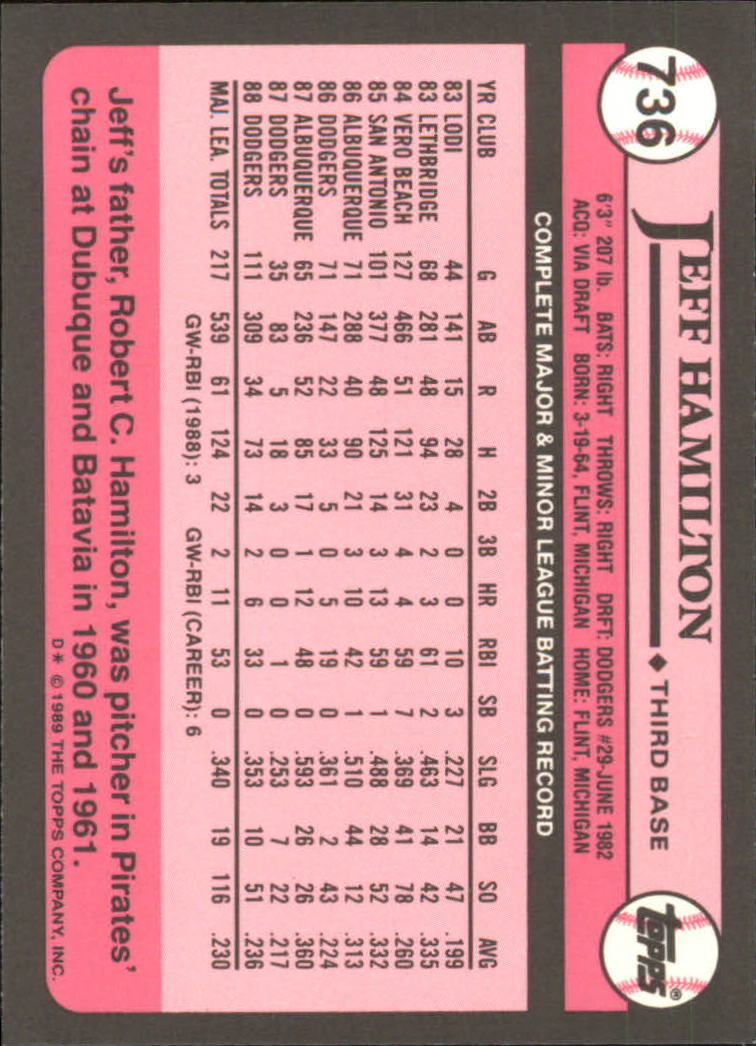 736
JEFF HAMILTON ◆ THIRD BASE
topps®
6'3" 207 lb. BATS: RIGHT THROWS: RIGHT DRFT: DODGERS #29-JUNE 1982
ACQ: VIA DRAFT BORN: 3-19-64, FLINT, MICHIGAN HOME: FLINT, MICHIGAN
COMPLETE MAJOR & MINOR LEAGUE BATTING RECORD
YR CLUB G AB R H 2B 3B HR RBI SB SLG BB SO AVG
83 LODI 44 141 15 28 4 0 0 10 3 .227 21 47 .199
83 LETHBRIDGE 68 281 48 94 23 2 3 61 2 .463 14 42 .335
84 VERO BEACH 127 466 51 121 31 4 4 59 7 .369 41 78 .260
85 SAN ANTONIO 101 377 48 125 14 3 13 59 1 .488 28 52 .332
86 ALBUQUERQUE 71 288 40 90 21 3 10 42 1 .510 44 12 .313
86 DODGERS 71 147 22 33 5 0 5 19 0 .361 2 43 .224
87 ALBUQUERQUE 65 236 52 85 17 1 12 48 0 .593 26 26 .360
87 DODGERS 35 83 5 18 3 0 0 1 0 .253 7 22 .217
88 DODGERS 111 309 34 73 14 2 6 33 0 .353 10 51 .236
MAJ. LEA. TOTALS 217 539 61 124 22 2 11 53 0 .340 19 116 .230
GW-RBI (1988): 3 GW-RBI (CAREER): 6
Jeff's father, Robert C. Hamilton, was pitcher in Pirates'
chain at Dubuque and Batavia in 1960 and 1961.
D* © 1989 THE TOPPS COMPANY, INC.